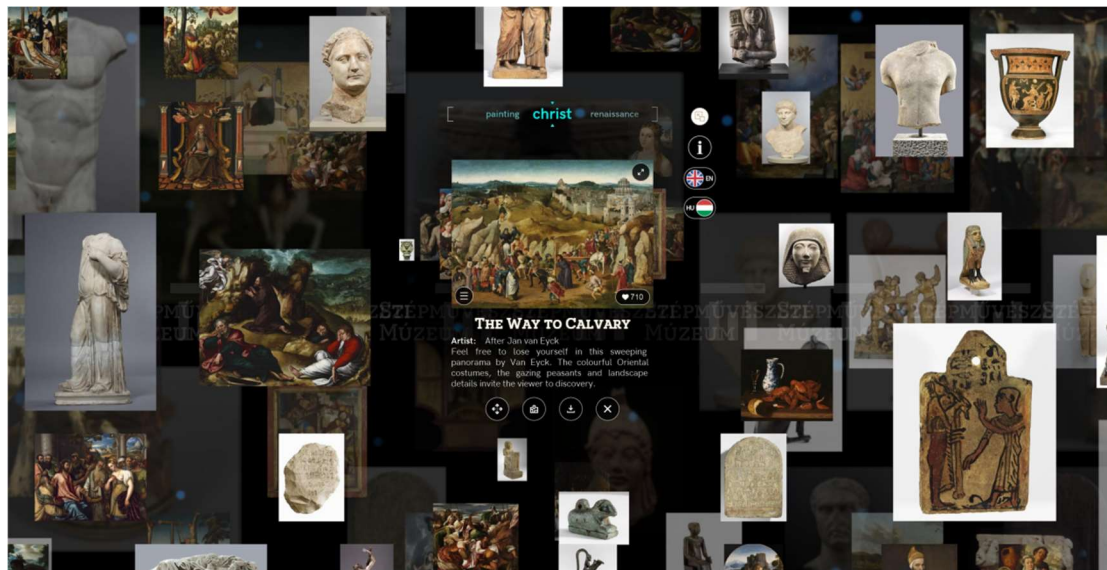 painting christ renaissance
i
EN
HU
710
SZÉPMŰVÉSZ
MÚZEUM
THE WAY TO CALVARY
Artist: After Jan van Eyck
Feel free to lose yourself in this sweeping
panorama by Van Eyck. The colourful Oriental
costumes, the gazing peasants and landscape
details invite the viewer to discovery.